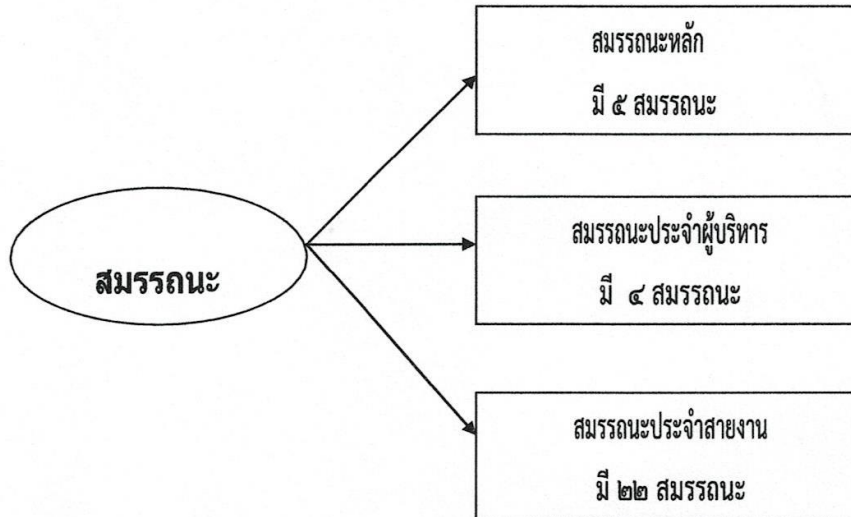 สมรรถนะหลัก
มี ๕ สมรรถนะ
สมรรถนะ
สมรรถนะประจำผู้บริหาร
มี ๔ สมรรถนะ
สมรรถนะประจำสายงาน
มี ๒๒ สมรรถนะ